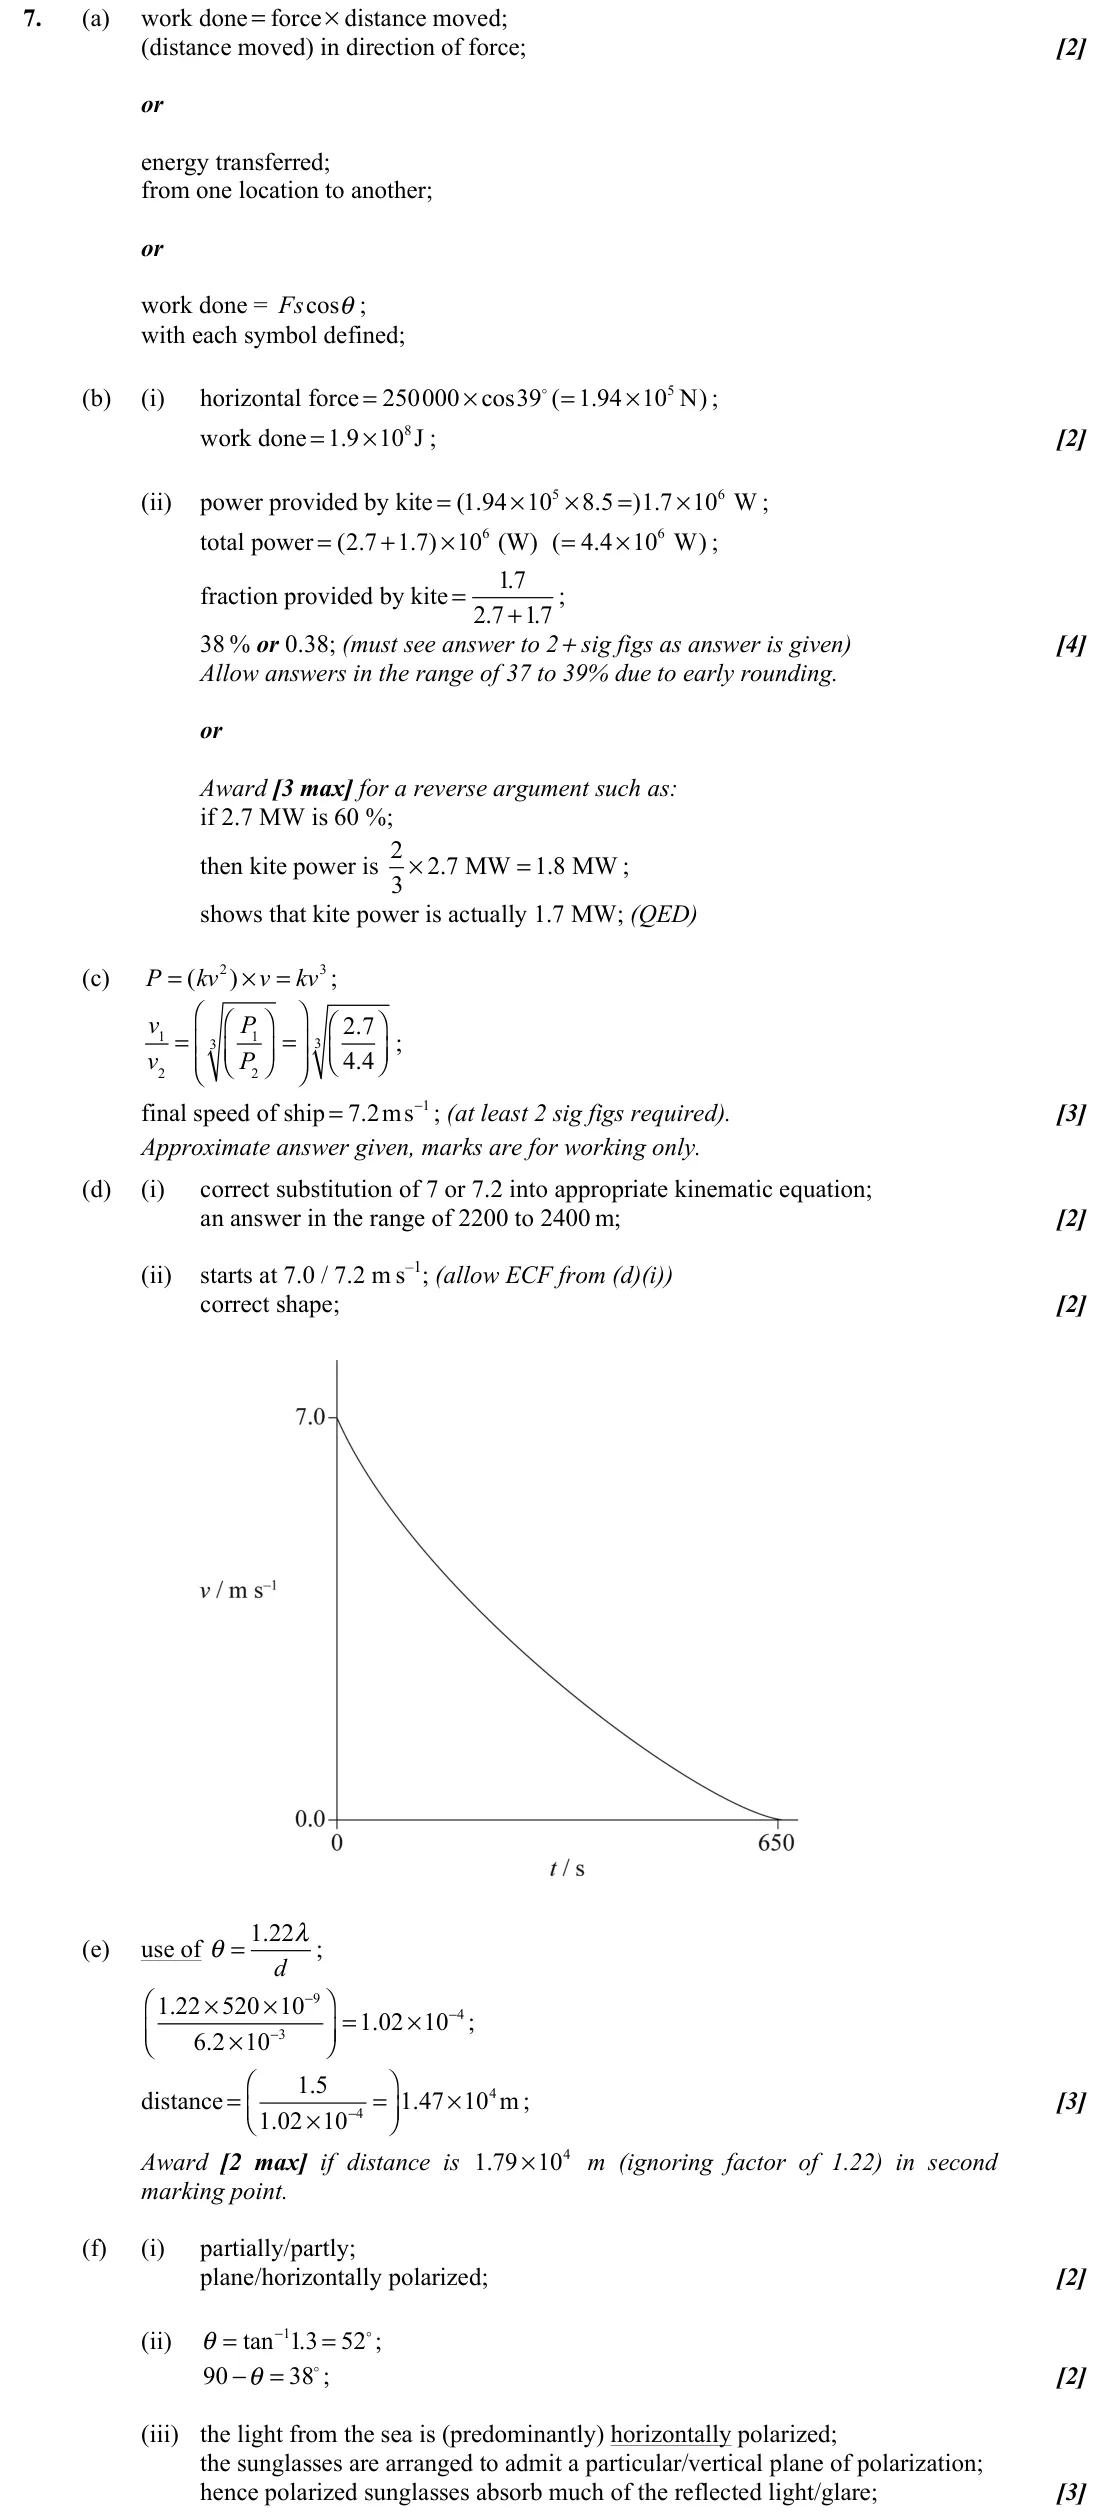 7. (a) work done = force × distance moved;
(distance moved) in direction of force; [2]
or
energy transferred;
from one location to another;
or
work done = Fs cosθ ;
with each symbol defined;
(b) (i) horizontal force = 250000 × cos39° (= 1.94×10⁵ N) ;
work done = 1.9×10⁸ J ; [2]
(ii) power provided by kite = (1.94×10⁵ ×8.5 =)1.7×10⁶ W ;
total power = (2.7+1.7)×10⁶ (W) (= 4.4×10⁶ W) ;
fraction provided by kite = 1.7/(2.7+1.7) ;
38 % or 0.38; (must see answer to 2+ sig figs as answer is given) [4]
Allow answers in the range of 37 to 39% due to early rounding.
or
Award [3 max] for a reverse argument such as:
if 2.7 MW is 60 %;
then kite power is 2/3 × 2.7 MW = 1.8 MW ;
shows that kite power is actually 1.7 MW; (QED)
(c) P = (kv²)×v = kv³ ;
v₁/v₂ = (∛(P₁/P₂) =) ∛(2.7/4.4) ;
final speed of ship = 7.2 m s⁻¹ ; (at least 2 sig figs required). [3]
Approximate answer given, marks are for working only.
(d) (i) correct substitution of 7 or 7.2 into appropriate kinematic equation;
an answer in the range of 2200 to 2400 m; [2]
(ii) starts at 7.0 / 7.2 m s⁻¹; (allow ECF from (d)(i))
correct shape; [2]
7.0
v / m s⁻¹
0.0
0 650
t / s
(e) use of θ = 1.22λ/d ;
(1.22×520×10⁻⁹/6.2×10⁻³) = 1.02×10⁻⁴ ;
distance = (1.5/1.02×10⁻⁴ =) 1.47×10⁴ m ; [3]
Award [2 max] if distance is 1.79×10⁴ m (ignoring factor of 1.22) in second
marking point.
(f) (i) partially/partly;
plane/horizontally polarized; [2]
(ii) θ = tan⁻¹1.3 = 52° ;
90 − θ = 38° ; [2]
(iii) the light from the sea is (predominantly) horizontally polarized;
the sunglasses are arranged to admit a particular/vertical plane of polarization;
hence polarized sunglasses absorb much of the reflected light/glare; [3]